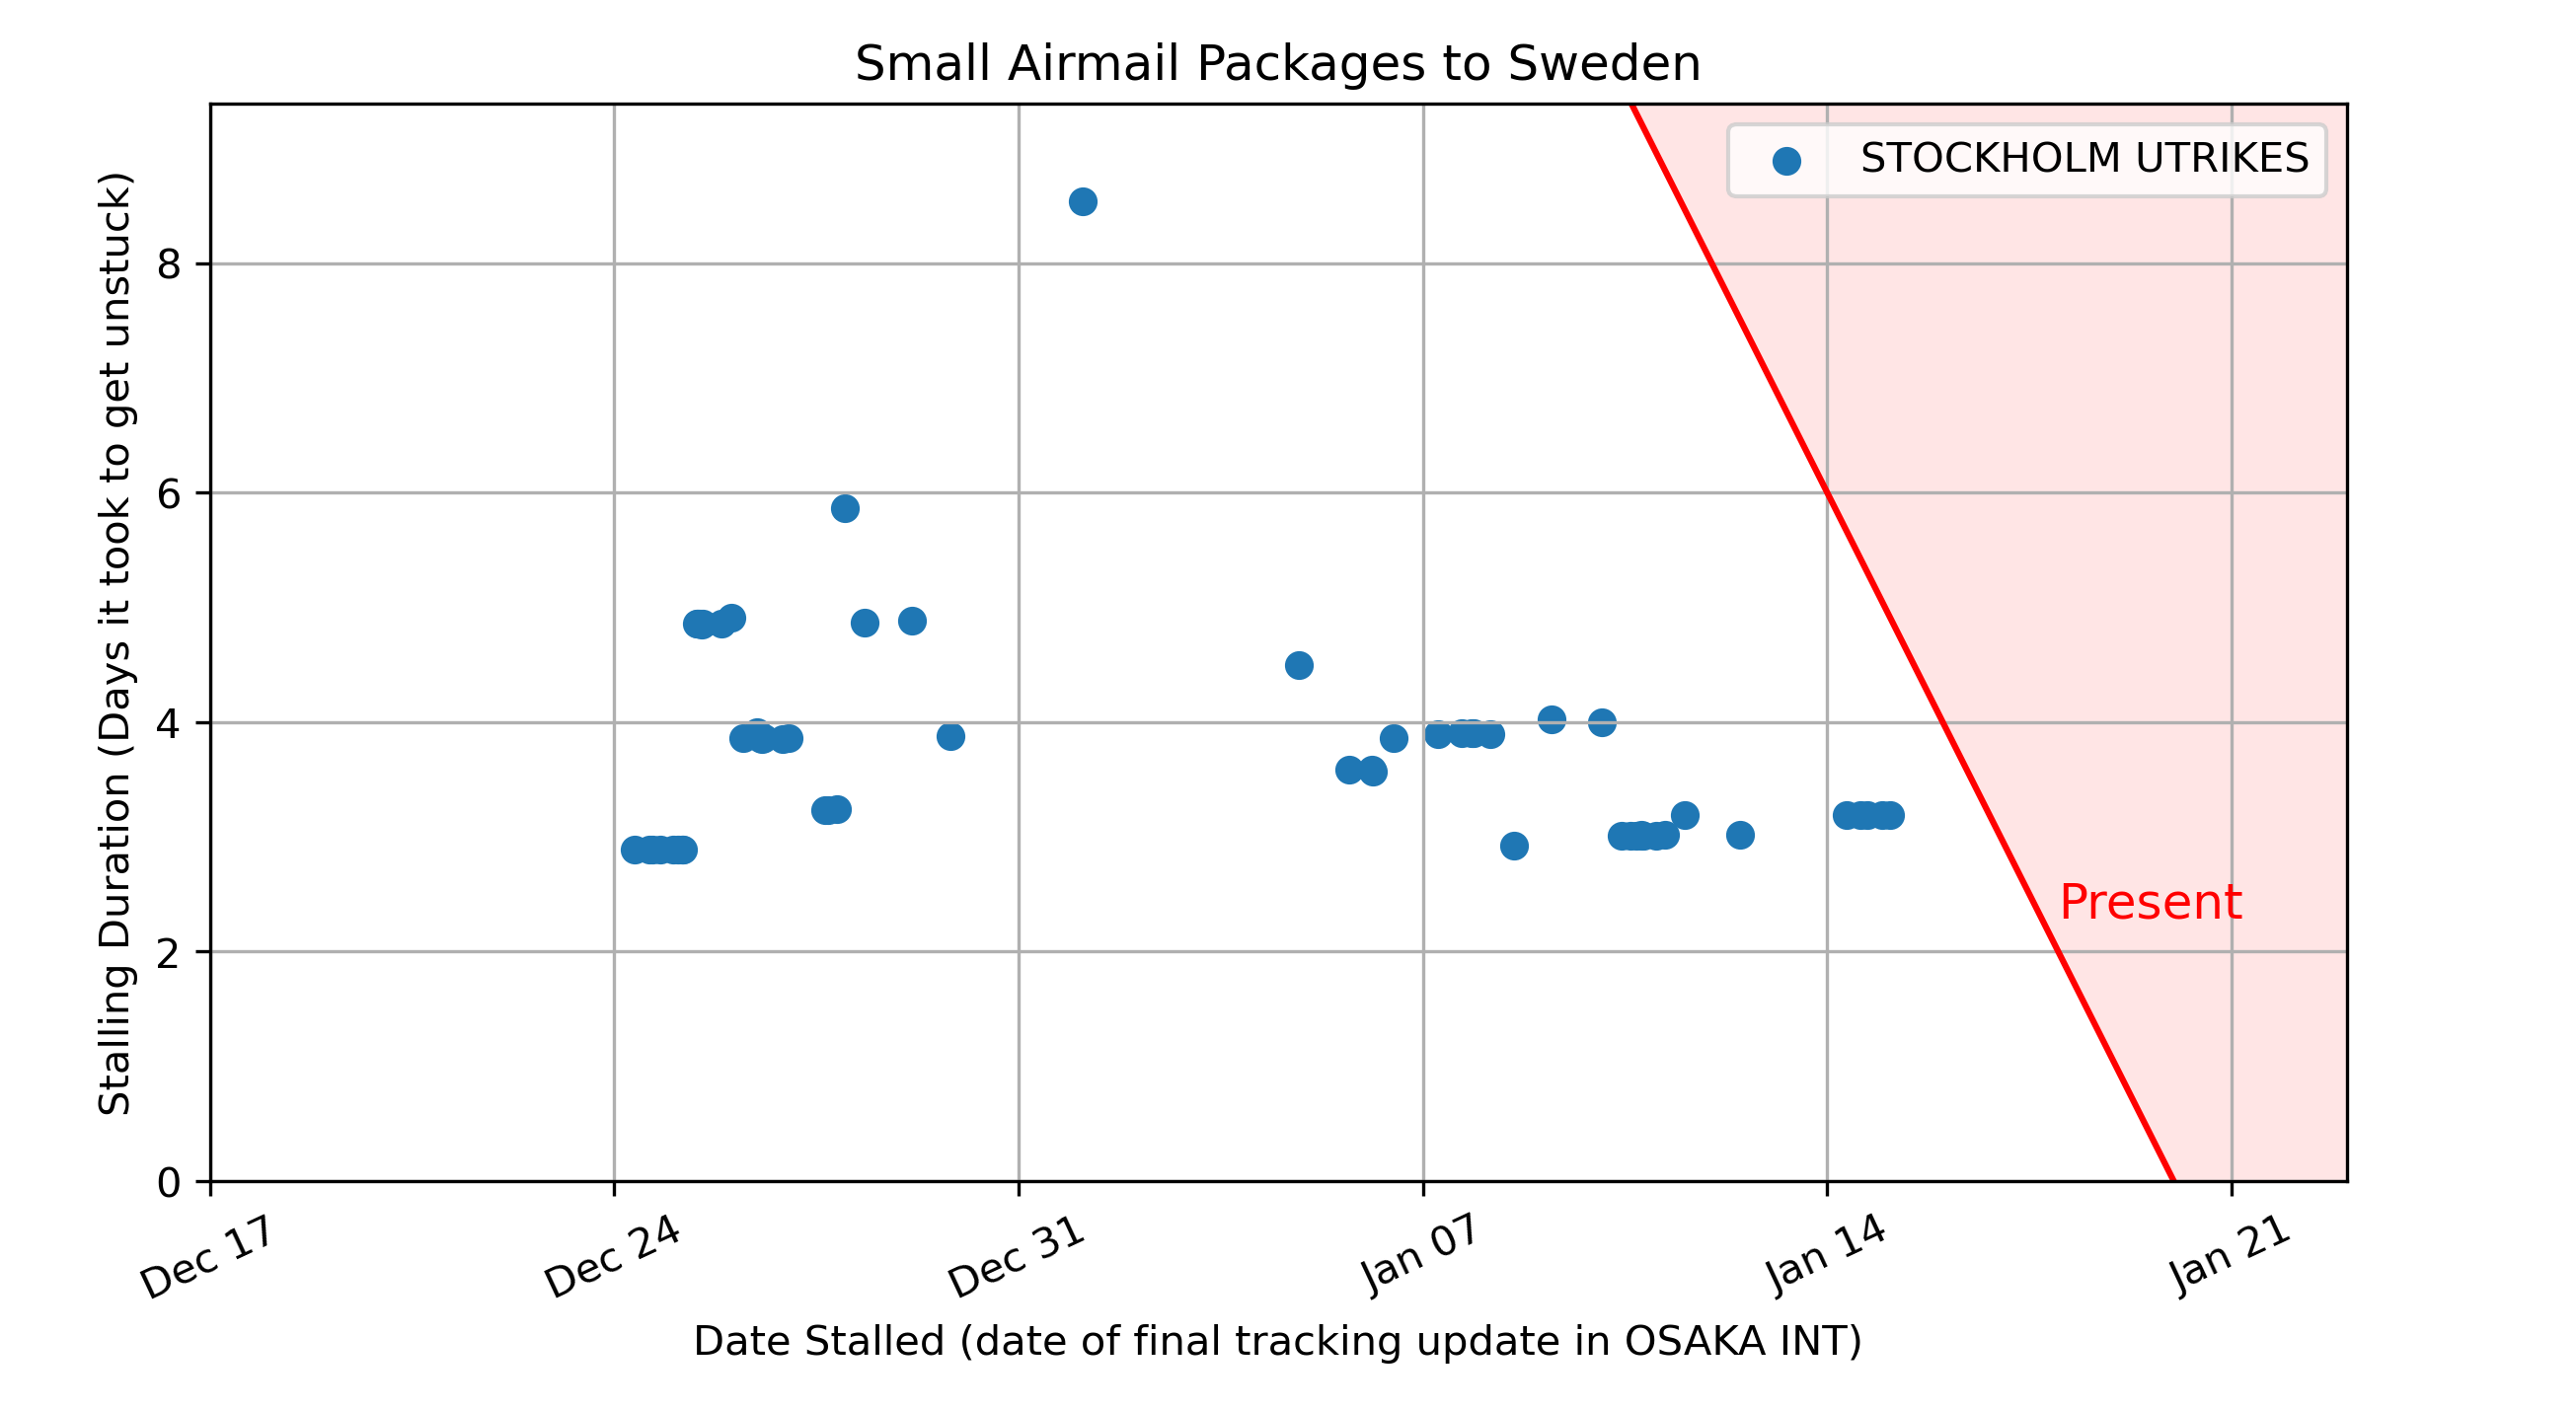 Small Airmail Packages to Sweden
STOCKHOLM UTRIKES
Stalling Duration (Days it took to get unstuck)
8
6
4
2
0
Present
Dec 17
Dec 24
Dec 31
Jan 07
Jan 14
Jan 21
Date Stalled (date of final tracking update in OSAKA INT)